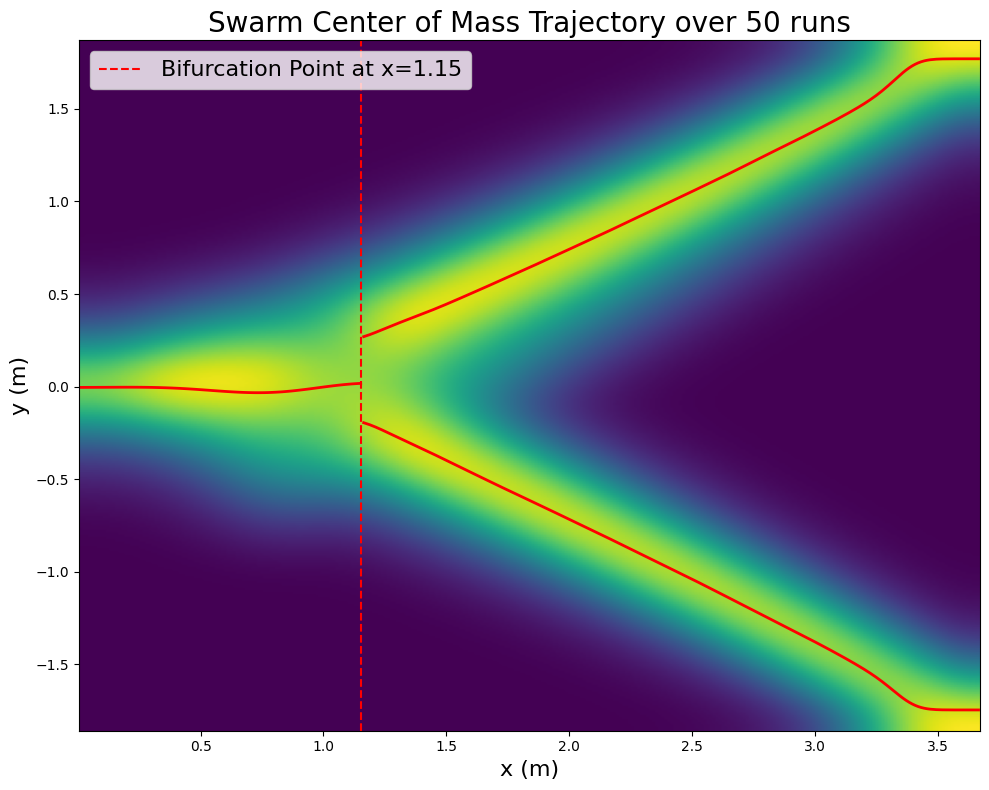 Swarm Center of Mass Trajectory over 50 runs
Bifurcation Point at x=1.15
1.5
1.0
0.5
0.0
−0.5
−1.0
−1.5
y (m)
0.5 1.0 1.5 2.0 2.5 3.0 3.5
x (m)